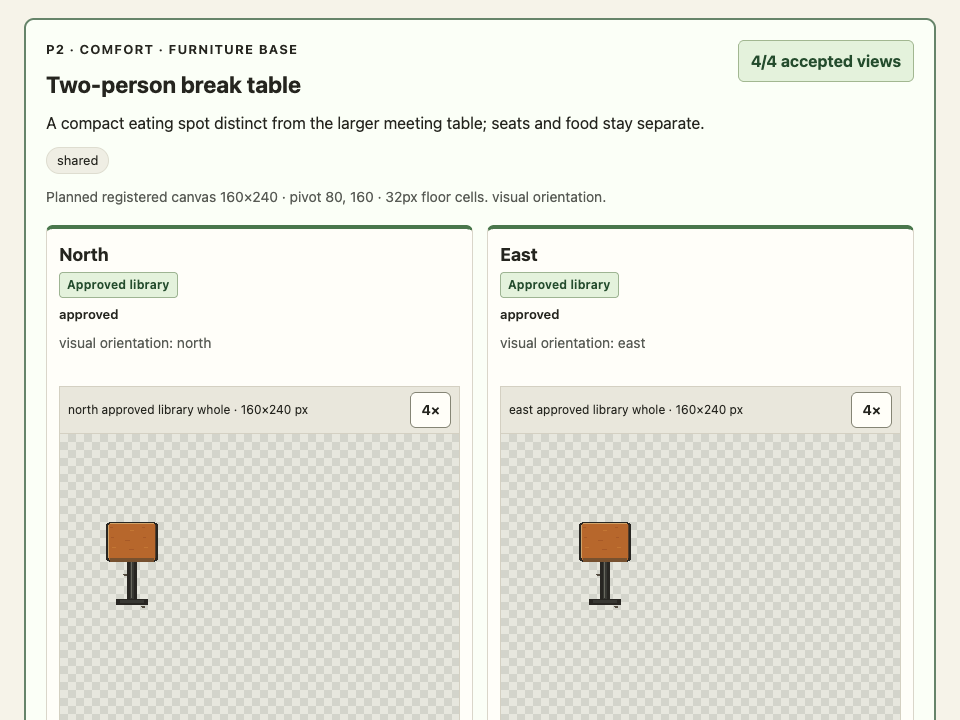 P2 · COMFORT · FURNITURE BASE
4/4 accepted views
Two-person break table
A compact eating spot distinct from the larger meeting table; seats and food stay separate.
shared
Planned registered canvas 160×240 · pivot 80, 160 · 32px floor cells. visual orientation.
North
Approved library
approved
visual orientation: north
north approved library whole · 160×240 px
4×
East
Approved library
approved
visual orientation: east
east approved library whole · 160×240 px
4×